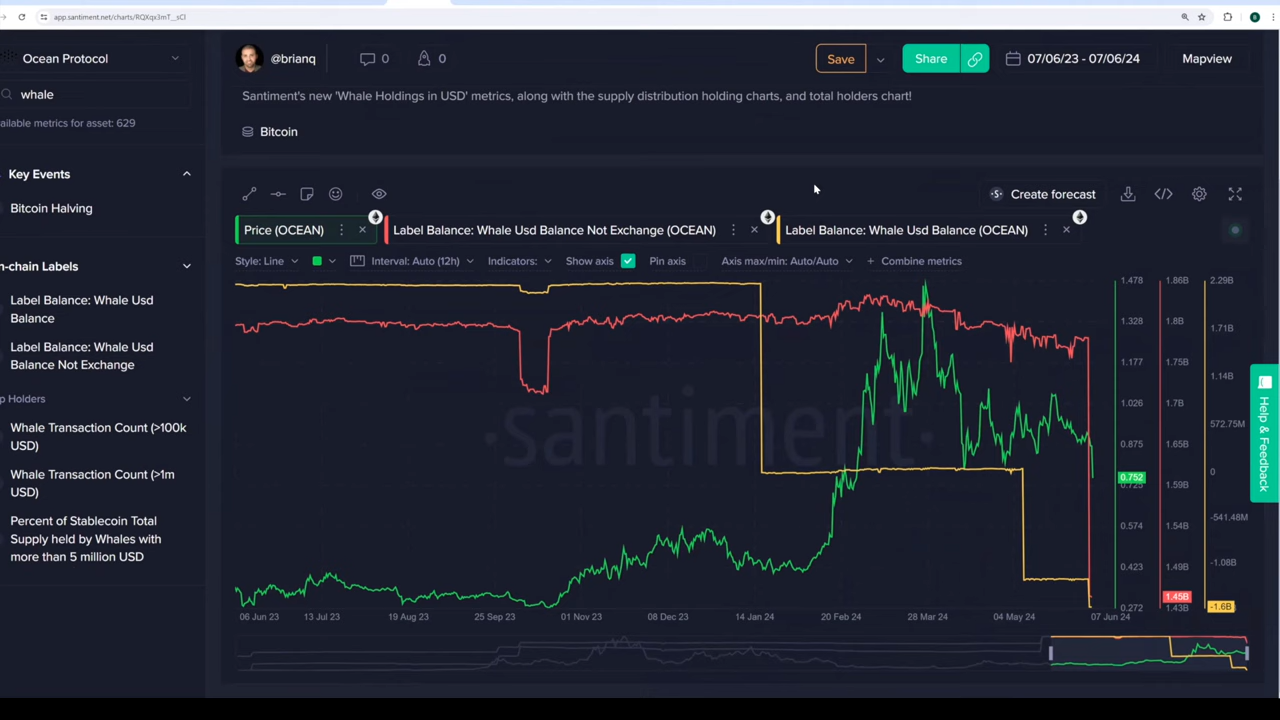 app.santiment.net/charts/RQXqx3mT_sCl
Ocean Protocol
@brianq
0
0
Save
Share
07/06/23 - 07/06/24
Mapview
whale
Santiment's new 'Whale Holdings in USD' metrics, along with the supply distribution holding charts, and total holders chart!
ailable metrics for asset: 629
Bitcoin
Key Events
Bitcoin Halving
Create forecast
Price (OCEAN)
Label Balance: Whale Usd Balance Not Exchange (OCEAN)
Label Balance: Whale Usd Balance (OCEAN)
Style: Line
Interval: Auto (12h)
Indicators:
Show axis
Pin axis
Axis max/min: Auto/Auto
+ Combine metrics
n-chain Labels
Label Balance: Whale Usd
Balance
Label Balance: Whale Usd
Balance Not Exchange
p Holders
Whale Transaction Count (>100k
USD)
Whale Transaction Count (>1m
USD)
Percent of Stablecoin Total
Supply held by Whales with
more than 5 million USD
·santiment·
1.478
1.328
1.177
1.026
0.875
0.752
0.725
0.574
0.423
0.272
1.86B
1.8B
1.75B
1.7B
1.65B
1.59B
1.54B
1.49B
1.45B
1.43B
2.29B
1.71B
1.14B
572.75M
0
-541.48M
-1.08B
-1.6B
06 Jun 23
13 Jul 23
19 Aug 23
25 Sep 23
01 Nov 23
08 Dec 23
14 Jan 24
20 Feb 24
28 Mar 24
04 May 24
07 Jun 24
Help & Feedback